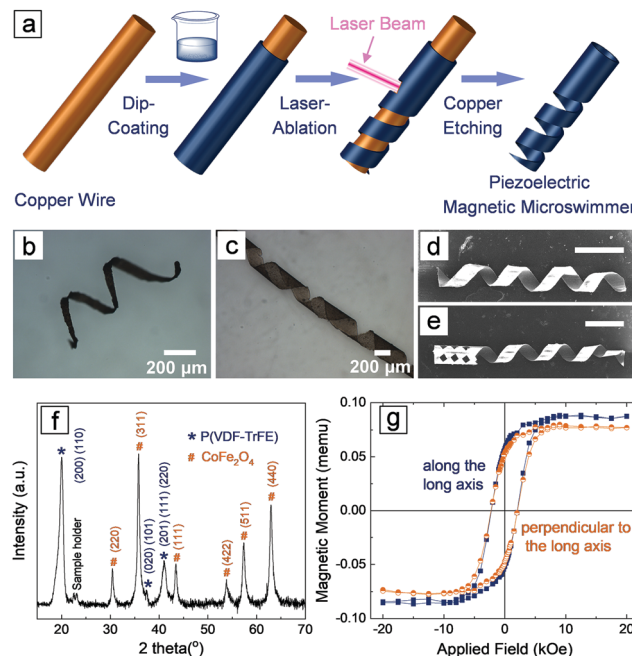 a
Laser Beam
Dip-
Coating
Laser-
Ablation
Copper
Etching
Copper Wire
Piezoelectric
Magnetic Microswimmer
b
200 µm
c
200 µm
d
e
f
Intensity (a.u.)
* (200) (110)
Sample holder
# (220)
# (311)
* (020) (101)
* (201) (111) (220)
# (111)
# (422)
# (511)
# (440)
* P(VDF-TrFE)
# CoFe₂O₄
20 30 40 50 60 70
2 theta(°)
g
Magnetic Moment (memu)
0.10
0.05
0.00
-0.05
-0.10
along the
long axis
perpendicular to
the long axis
-20 -10 0 10 20
Applied Field (kOe)